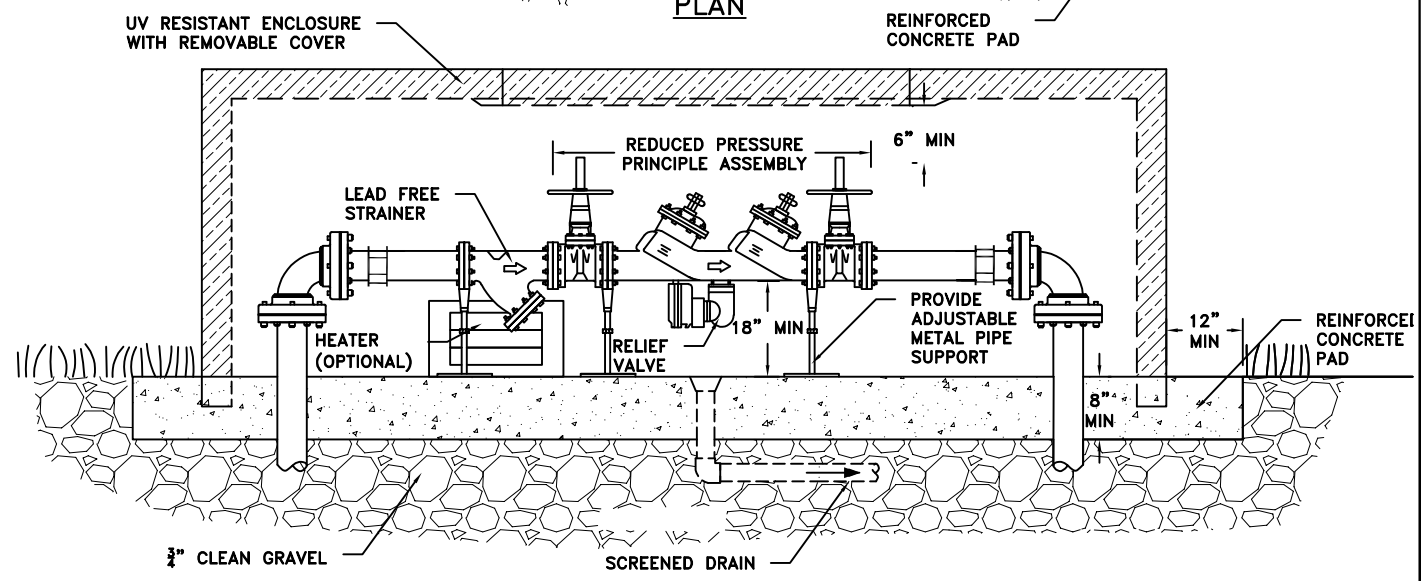 PLAN
UV RESISTANT ENCLOSURE
WITH REMOVABLE COVER
REINFORCED
CONCRETE PAD
REDUCED PRESSURE
PRINCIPLE ASSEMBLY
6" MIN
LEAD FREE
STRAINER
HEATER
(OPTIONAL)
RELIEF
VALVE
18" MIN
PROVIDE
ADJUSTABLE
METAL PIPE
SUPPORT
12"
MIN
REINFORCED
CONCRETE
PAD
8"
MIN
¾" CLEAN GRAVEL
SCREENED DRAIN